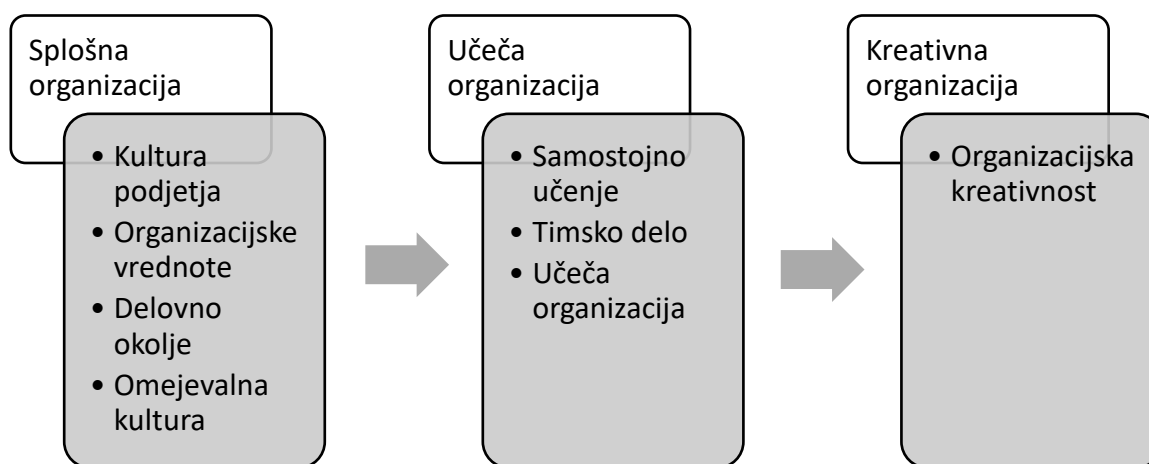 Splošna
organizacija
• Kultura
podjetja
• Organizacijske
vrednote
• Delovno
okolje
• Omejevalna
kultura
Učeča
organizacija
• Samostojno
učenje
• Timsko delo
• Učeča
organizacija
Kreativna
organizacija
• Organizacijska
kreativnost